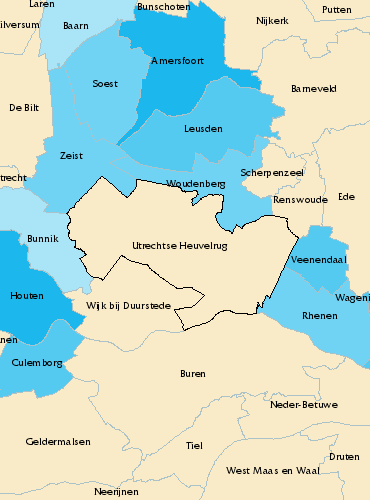 Laren
Bunschoten
Putten
ilversum
Baarn
Nijkerk
Amersfoort
Soest
Barneveld
De Bilt
Leusden
Zeist
Scherpenzeel
trecht
Woudenberg
Ede
Renswoude
Bunnik
Utrechtse Heuvelrug
Veenendaal
Houten
Wijk bij Duurstede
Wageni
Rhenen
nen
Culemborg
Buren
Neder-Betuwe
Geldermalsen
Tiel
Druten
West Maas en Waal
Neerijnen